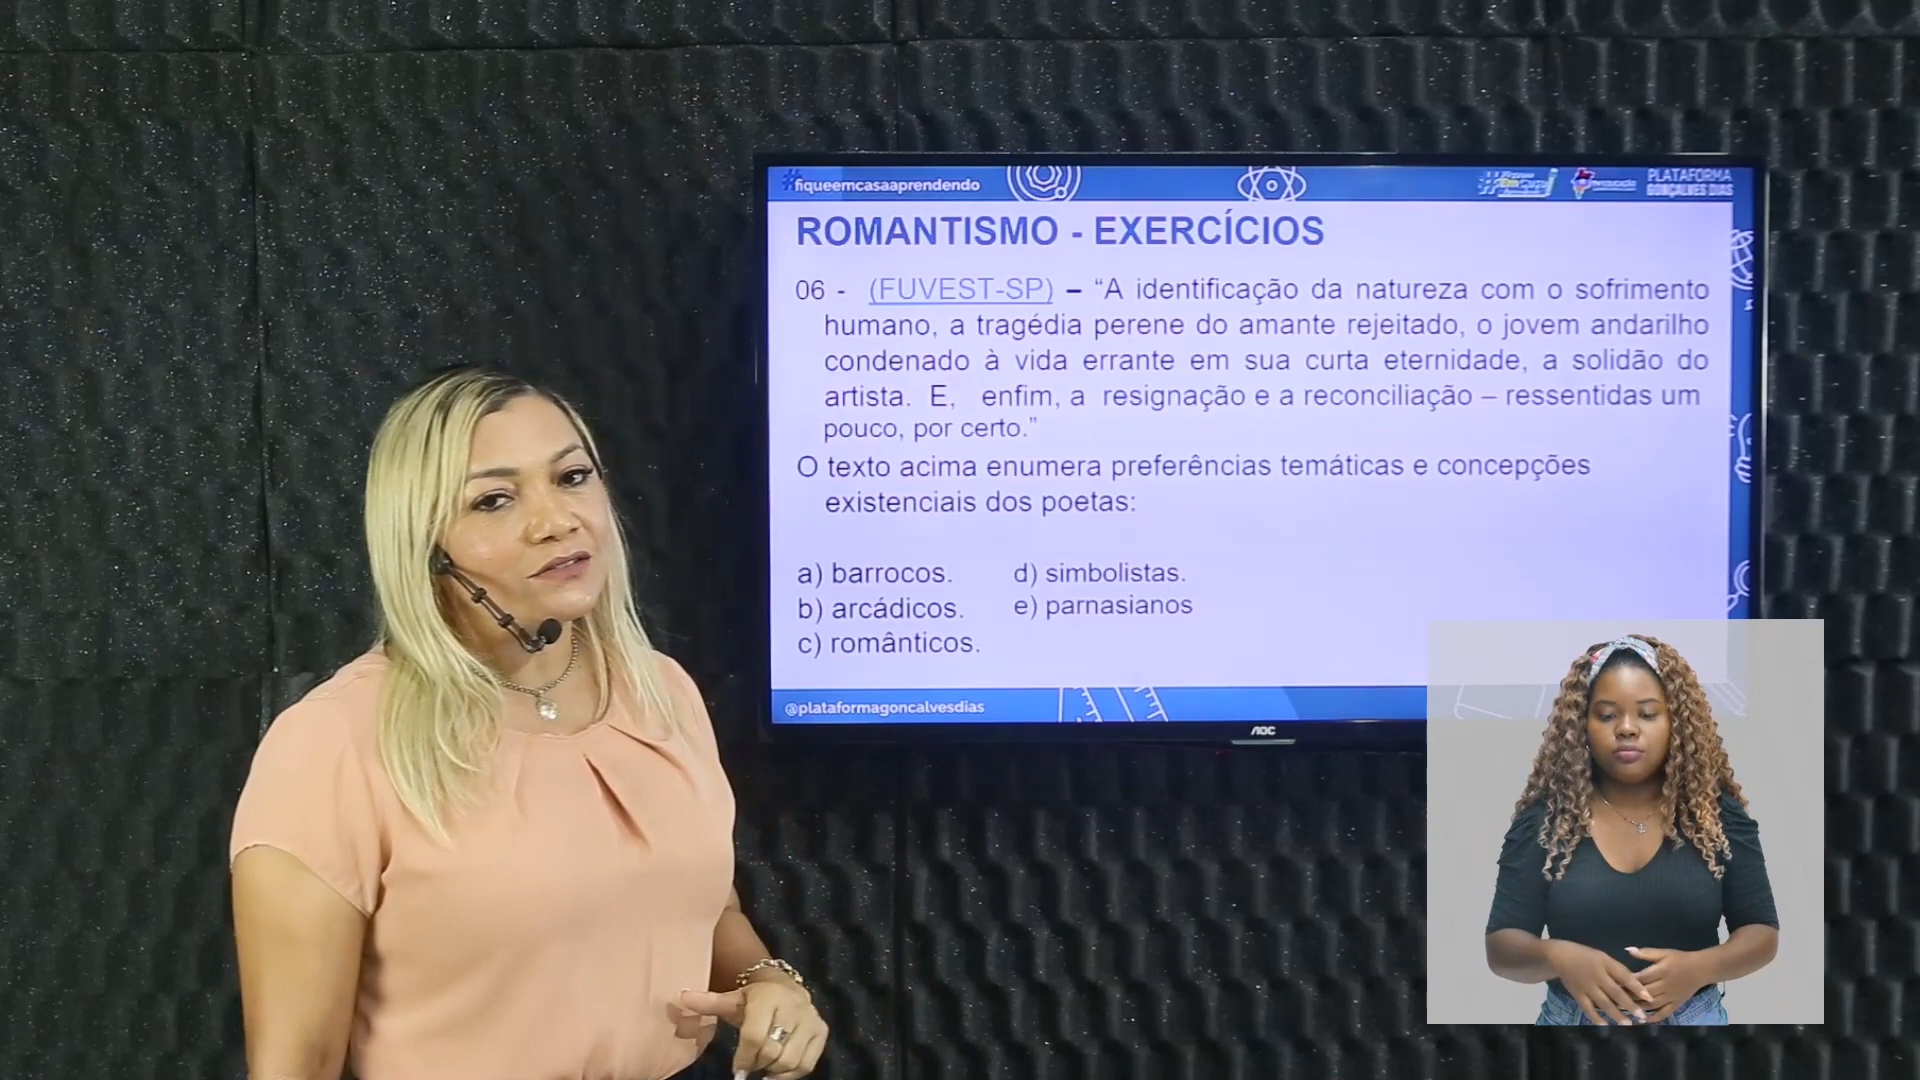 #fiqueemcasaaprendendo
PLATAFORMA
GONÇALVES DIAS
ROMANTISMO - EXERCÍCIOS
06 - (FUVEST-SP) – “A identificação da natureza com o sofrimento
humano, a tragédia perene do amante rejeitado, o jovem andarilho
condenado à vida errante em sua curta eternidade, a solidão do
artista. E, enfim, a resignação e a reconciliação – ressentidas um
pouco, por certo.”
O texto acima enumera preferências temáticas e concepções
existenciais dos poetas:
a) barrocos.
b) arcádicos.
c) românticos.
d) simbolistas.
e) parnasianos
@plataformagoncalvesdias
AOC